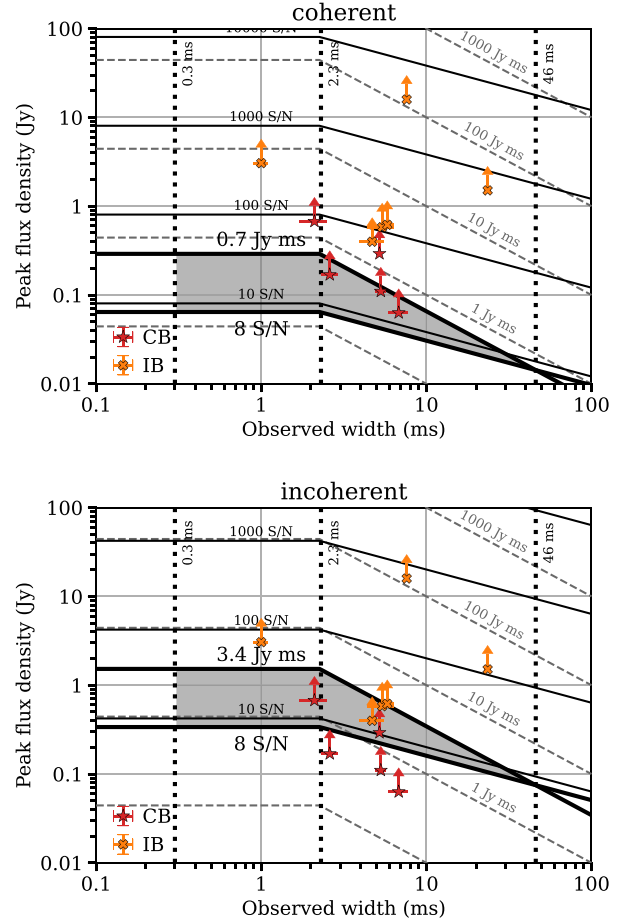 coherent
Peak flux density (Jy)
100
10
1
0.1
0.01
10000 S/N
1000 S/N
100 S/N
0.7 Jy ms
10 S/N
8 S/N
0.3 ms
2.3 ms
46 ms
1000 Jy ms
100 Jy ms
10 Jy ms
1 Jy ms
CB
IB
0.1
1
10
100
Observed width (ms)
incoherent
Peak flux density (Jy)
100
10
1
0.1
0.01
1000 S/N
100 S/N
3.4 Jy ms
10 S/N
8 S/N
0.3 ms
2.3 ms
46 ms
1000 Jy ms
100 Jy ms
10 Jy ms
1 Jy ms
CB
IB
0.1
1
10
100
Observed width (ms)